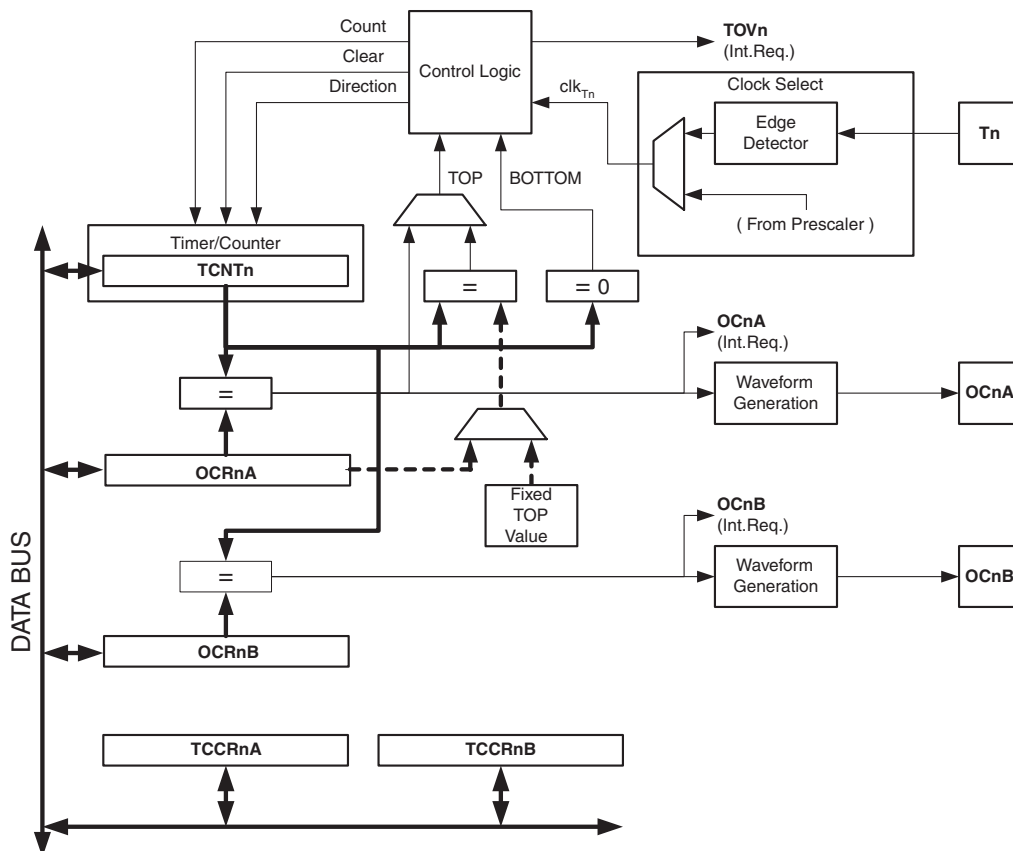 Count
Clear
Direction
Control Logic
TOVn
(Int.Req.)
clkTn
Clock Select
Edge
Detector
Tn
( From Prescaler )
TOP
BOTTOM
Timer/Counter
TCNTn
=
= 0
OCnA
(Int.Req.)
=
Waveform
Generation
OCnA
OCRnA
Fixed
TOP
Value
OCnB
(Int.Req.)
=
Waveform
Generation
OCnB
OCRnB
DATA BUS
TCCRnA
TCCRnB